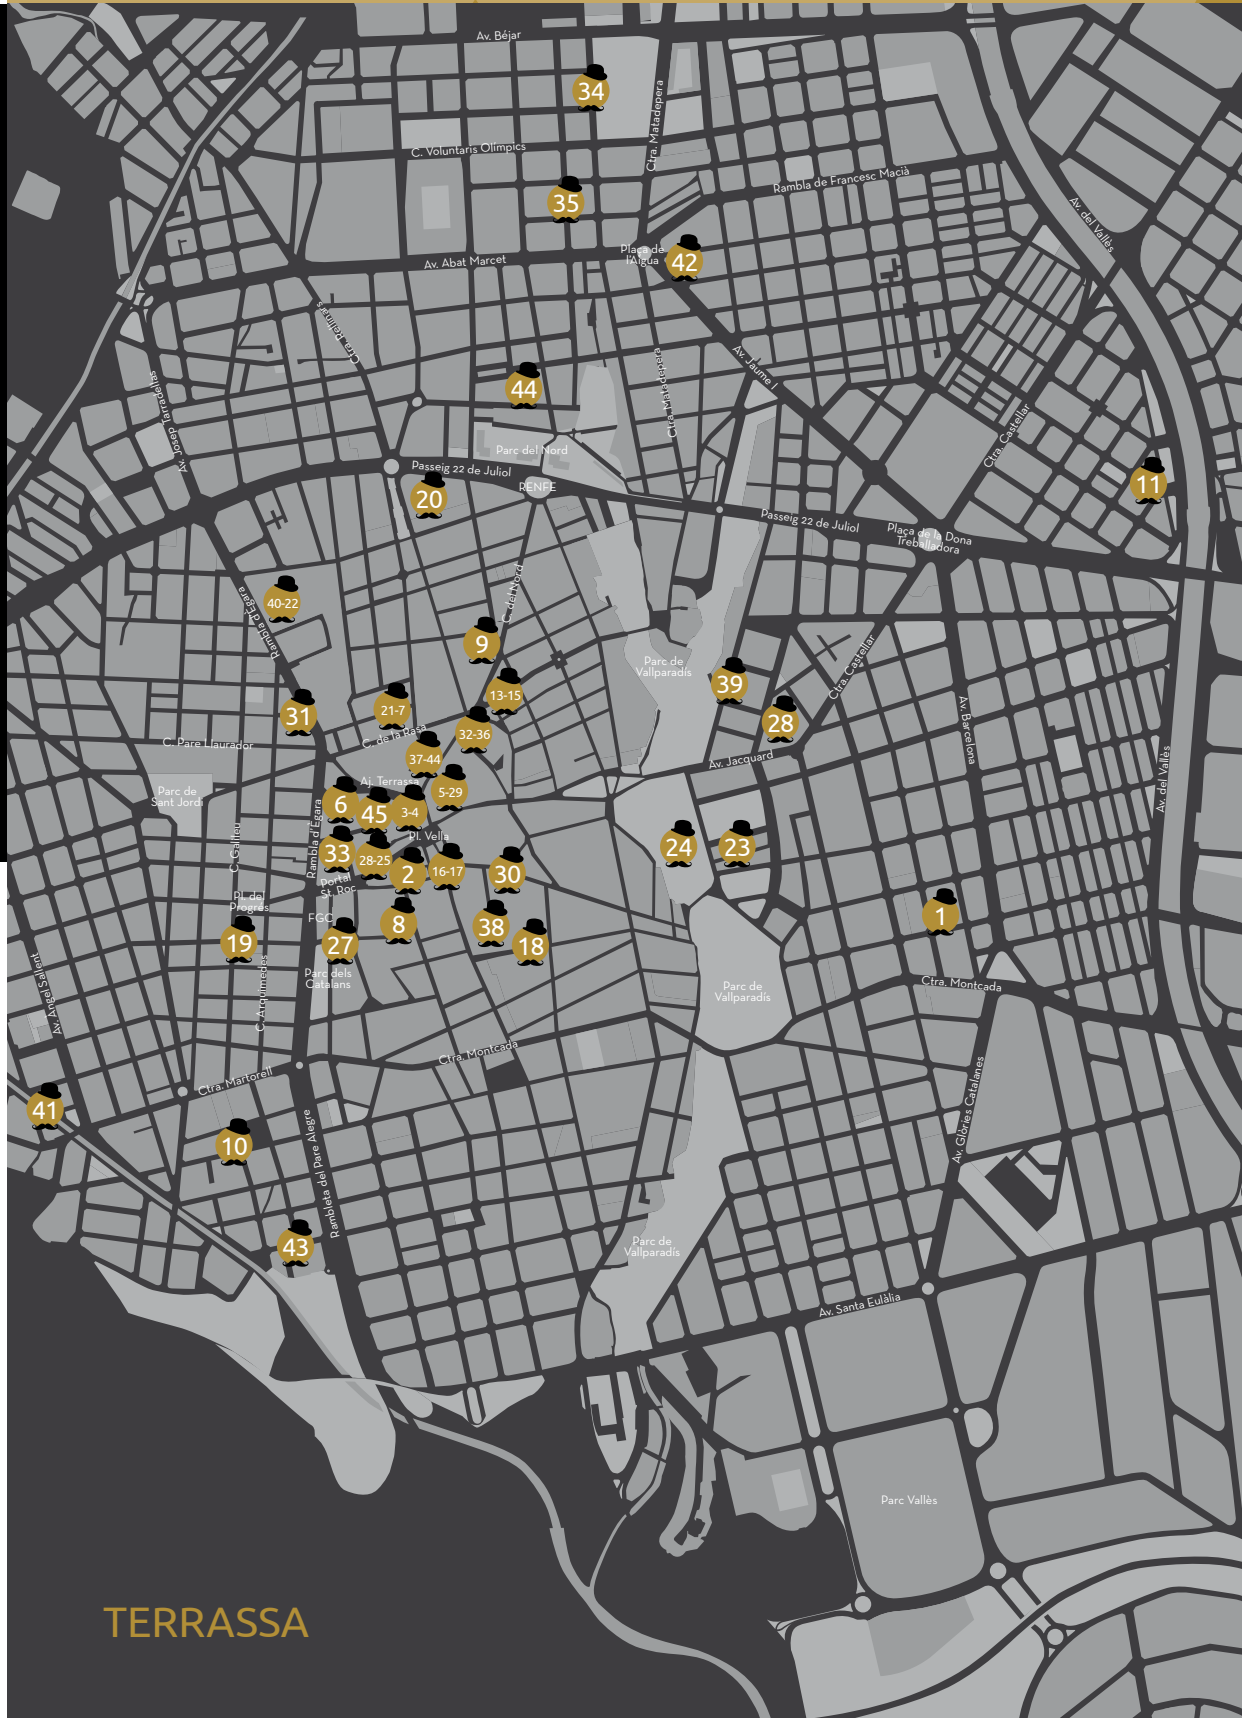 Av. Béjar
34
Ctra. Matadepera
C. Voluntaris Olímpics
Rambla de Francesc Macià
35
Av. del Vallès
Plaça de
l'Aigua
42
Av. Abat Marcet
Ctra. Rellinars
Av. Jaume I
Ctra. Matadepera
44
Av. Josep Tarradellas
Ctra. Castellar
Parc del Nord
Passeig 22 de Juliol
RENFE
11
20
Passeig 22 de Juliol
Plaça de la Dona
Treballadora
C. del Nord
40-22
Rambla d'Egara
9
Ctra. Castellar
Parc de
Vallparadís
39
13-15
21-7
31
28
32-36
Av. Barcelona
C. de la Rasa
C. Pare Llaurador
37-44
Av. Jacquard
Av. del Vallès
Aj. Terrassa
5-29
Parc de
Sant Jordi
6
45
3-4
Rambla d'Egara
C. Galileu
Pl. Vella
24
23
33
28-25
2
16-17
30
Portal
St. Roc
Pl. del
Progrés
FGC
1
8
38
19
27
18
Av. Àngel Sallent
C. Arquímedes
Parc dels
Catalans
Ctra. Montcada
Parc de
Vallparadís
Ctra. Montcada
Ctra. Martorell
41
10
Rambleta del Pare Alegre
Av. Glòries Catalanes
43
Parc de
Vallparadís
Av. Santa Eulàlia
Parc Vallès
TERRASSA